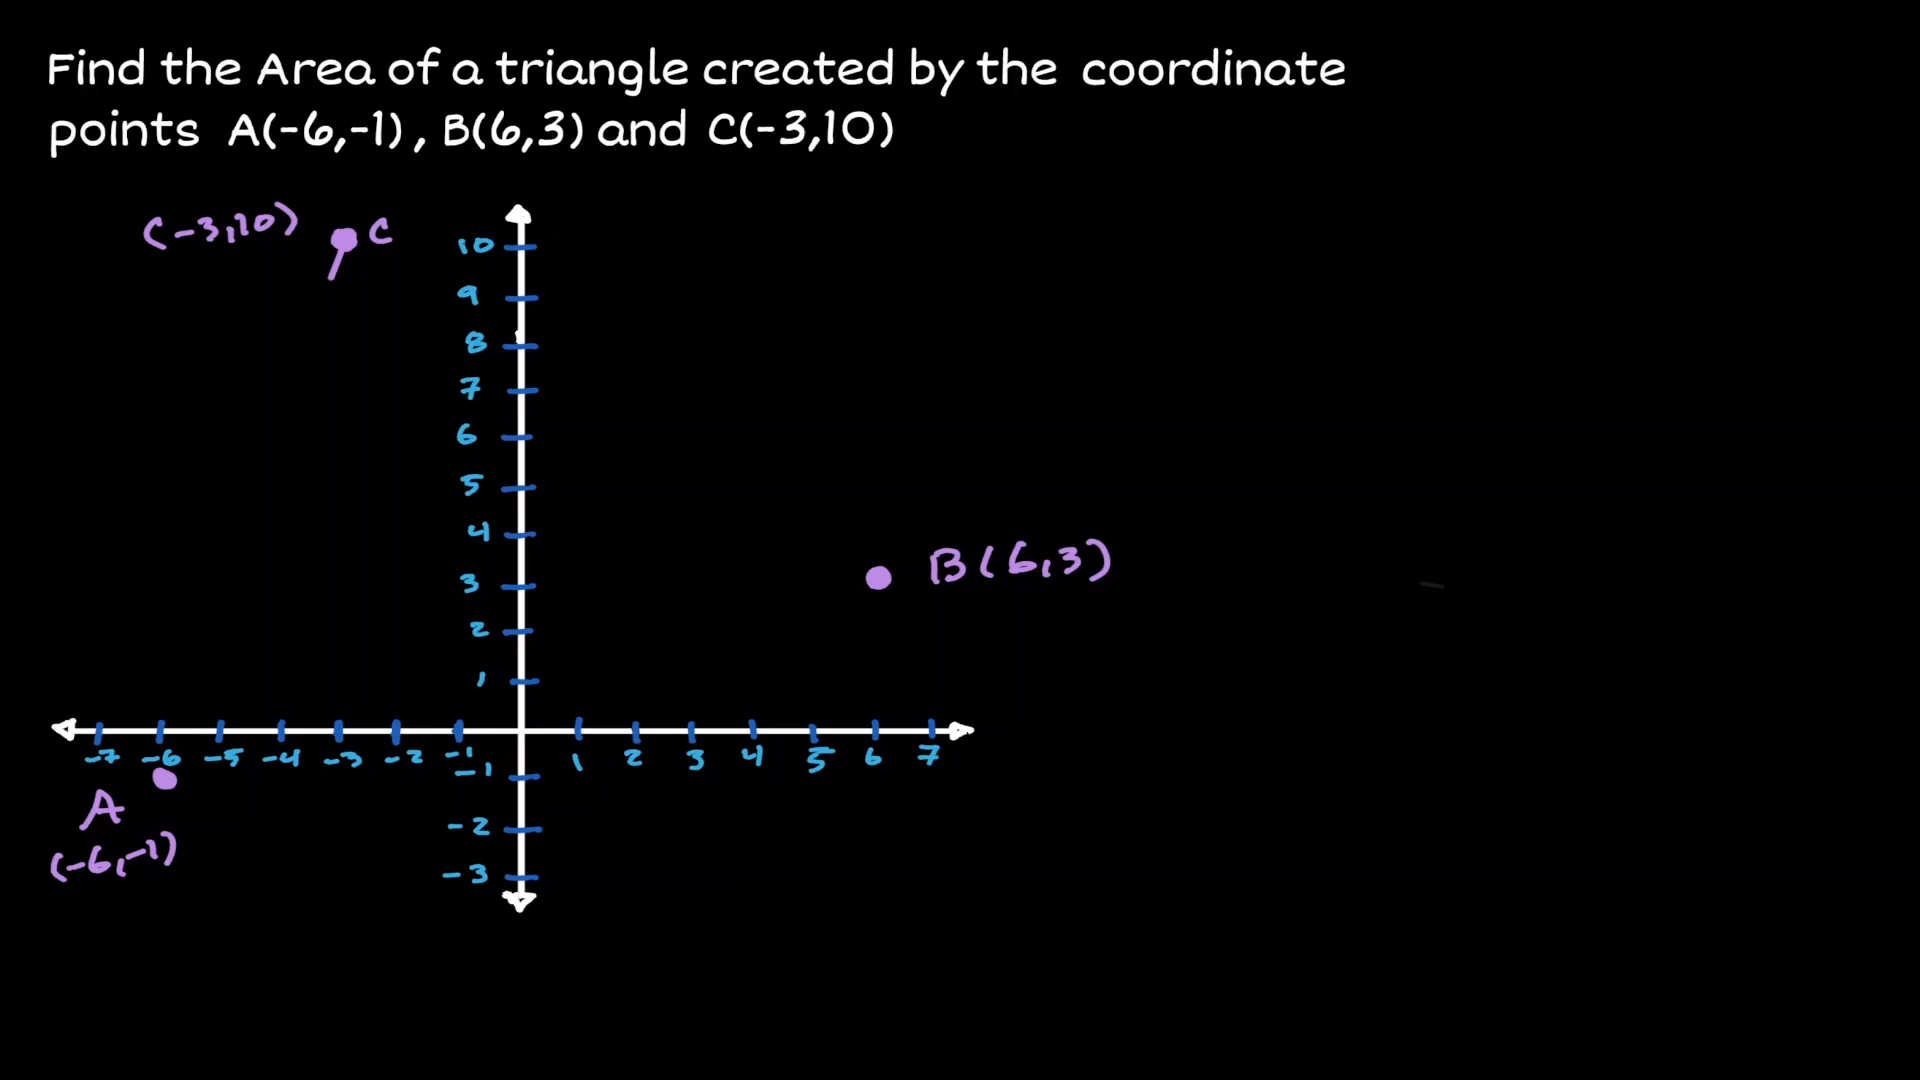 Find the Area of a triangle created by the coordinate
points A(-6,-1), B(6,3) and C(-3,10)
(-3,10) C
10
9
8
7
6
5
4
B(6,3)
3
2
1
-7 -6 -5 -4 -3 -2 -1 1 2 3 4 5 6 7
-1
A
-2
(-6,-1)
-3